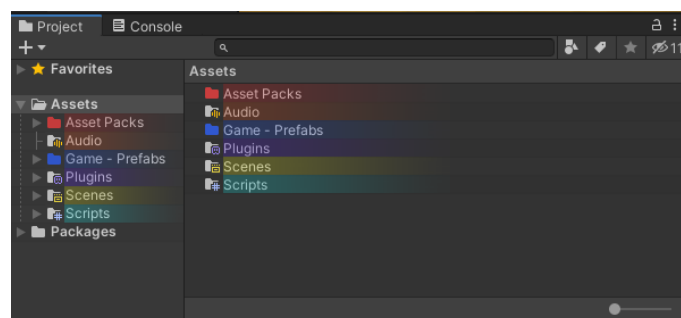 Project Console
11
Favorites
Assets
Asset Packs
Audio
Game - Prefabs
Plugins
Scenes
Scripts
Packages
Assets
Asset Packs
Audio
Game - Prefabs
Plugins
Scenes
Scripts